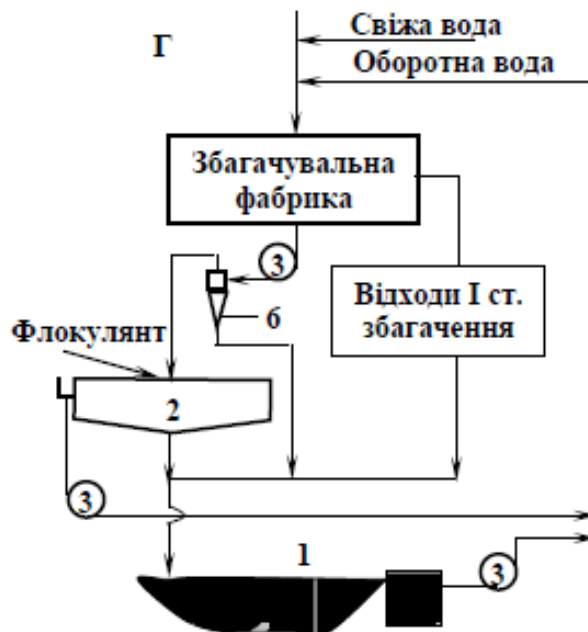 Г
Свіжа вода
Оборотна вода
Збагачувальна
фабрика
3
6
Відходи І ст.
збагачення
Флокулянт
2
3
1
3